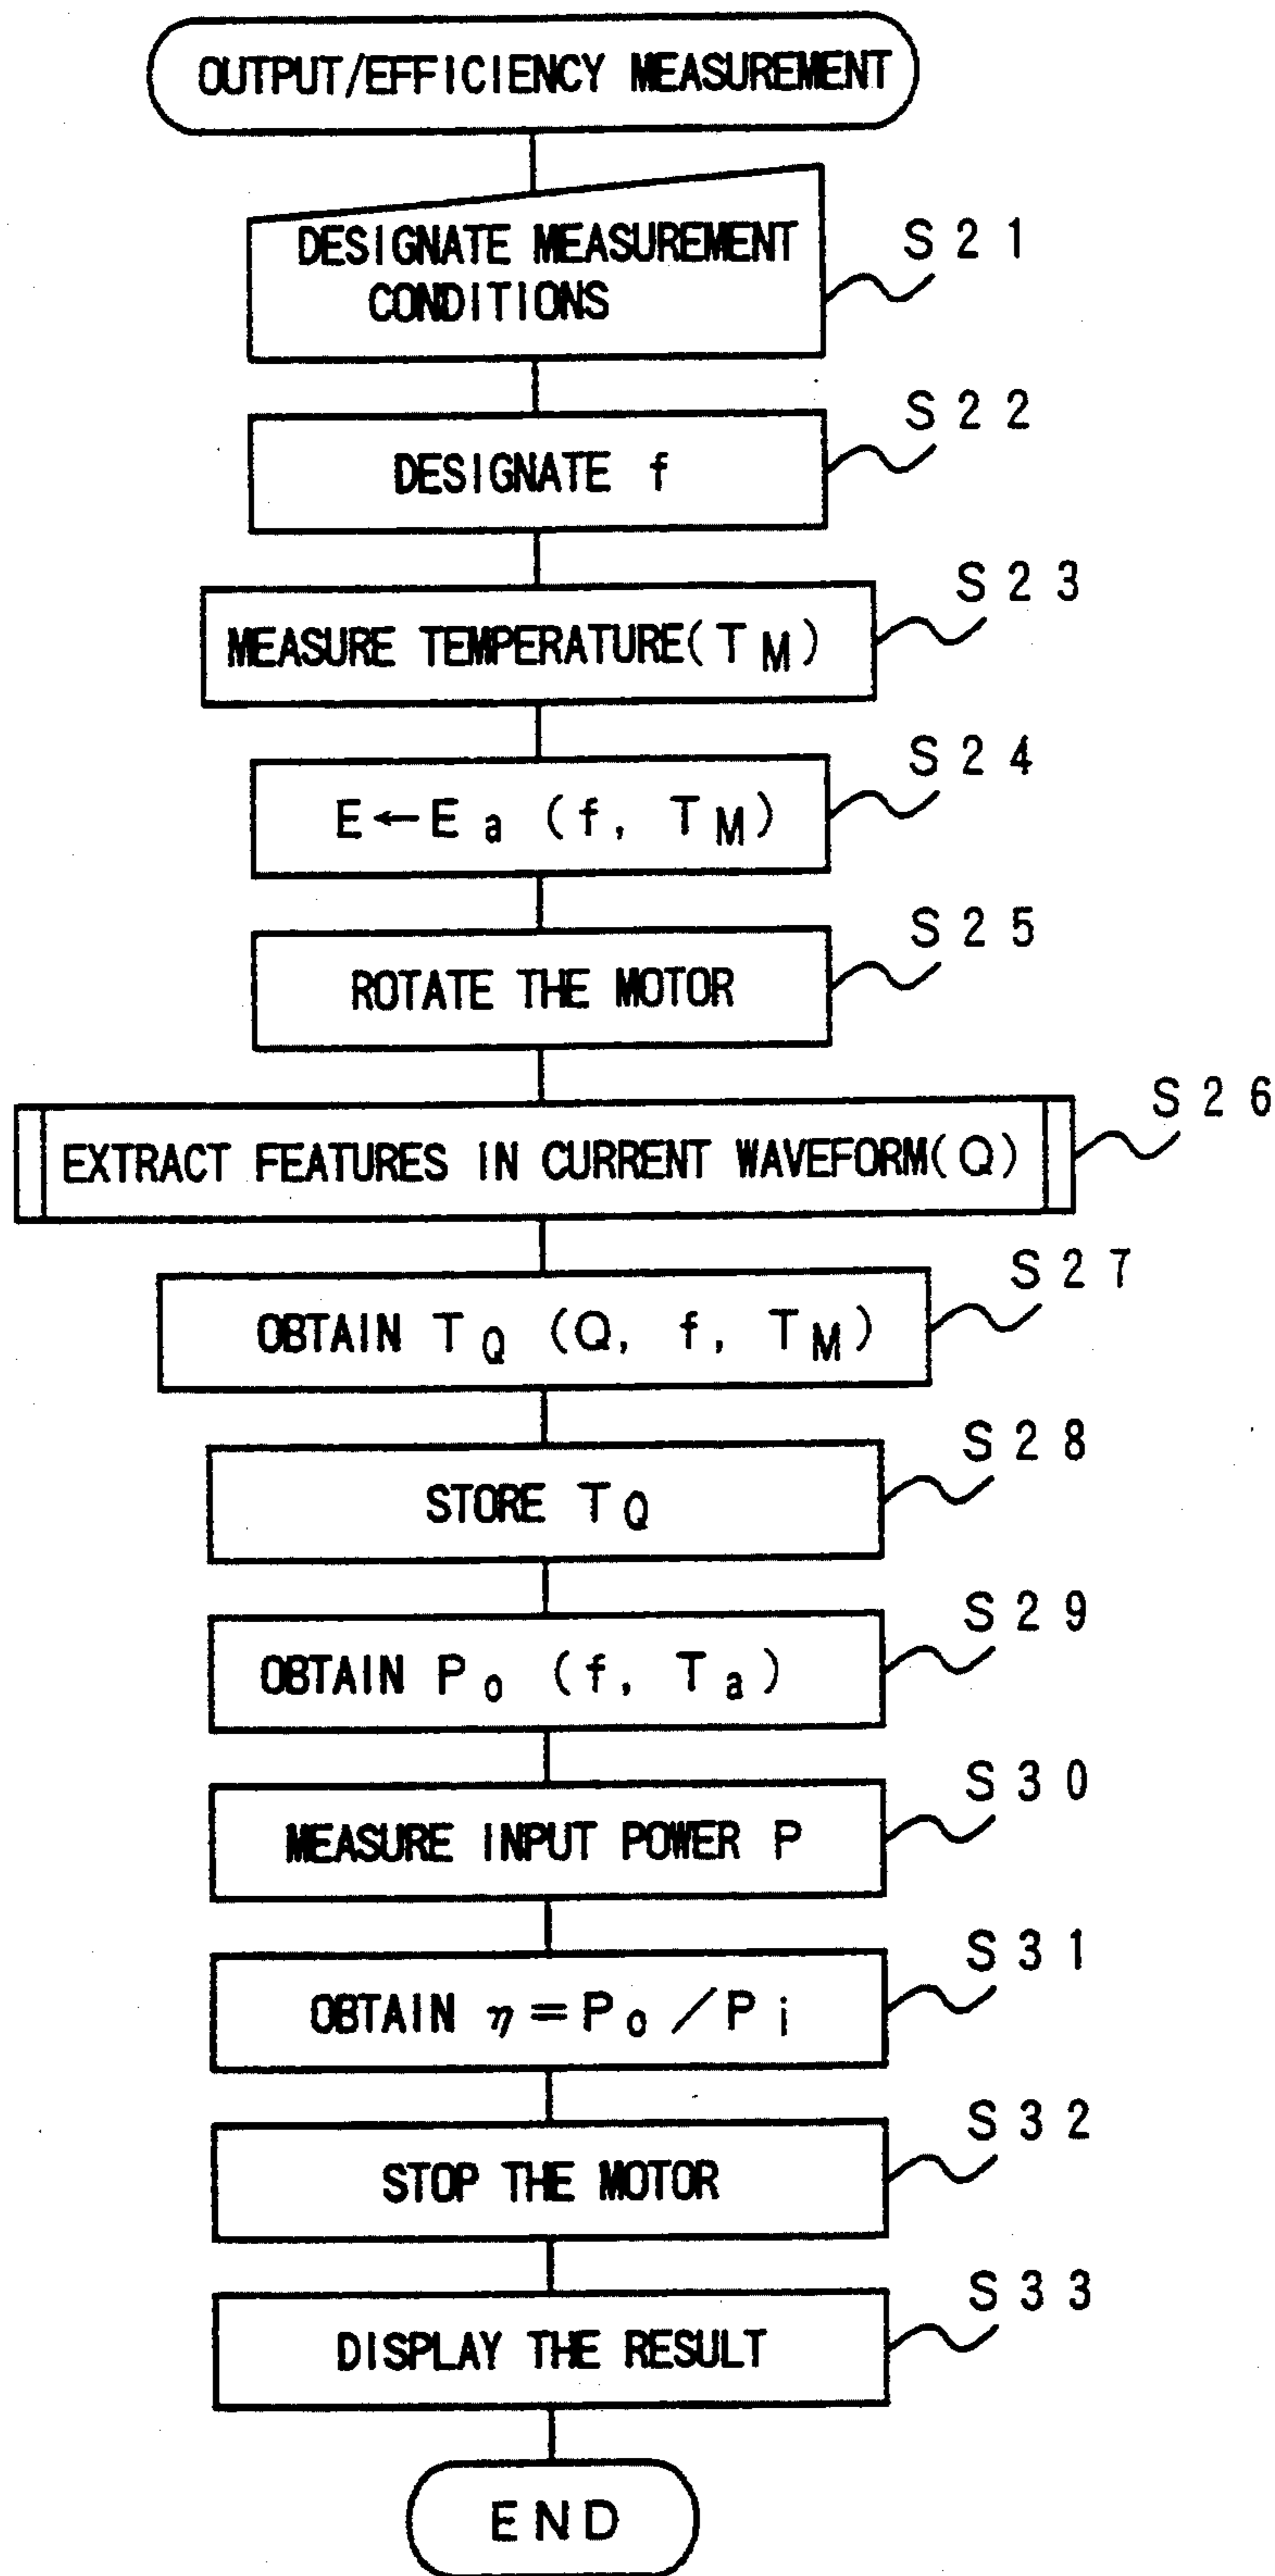 OUTPUT/EFFICIENCY MEASUREMENT
DESIGNATE MEASUREMENT
CONDITIONS
S21
DESIGNATE f
S22
MEASURE TEMPERATURE(TM)
S23
E←Ea (f, TM)
S24
ROTATE THE MOTOR
S25
EXTRACT FEATURES IN CURRENT WAVEFORM(Q)
S26
OBTAIN TQ (Q, f, TM)
S27
STORE TQ
S28
OBTAIN Po (f, Ta)
S29
MEASURE INPUT POWER P
S30
OBTAIN η=Po/Pi
S31
STOP THE MOTOR
S32
DISPLAY THE RESULT
S33
END